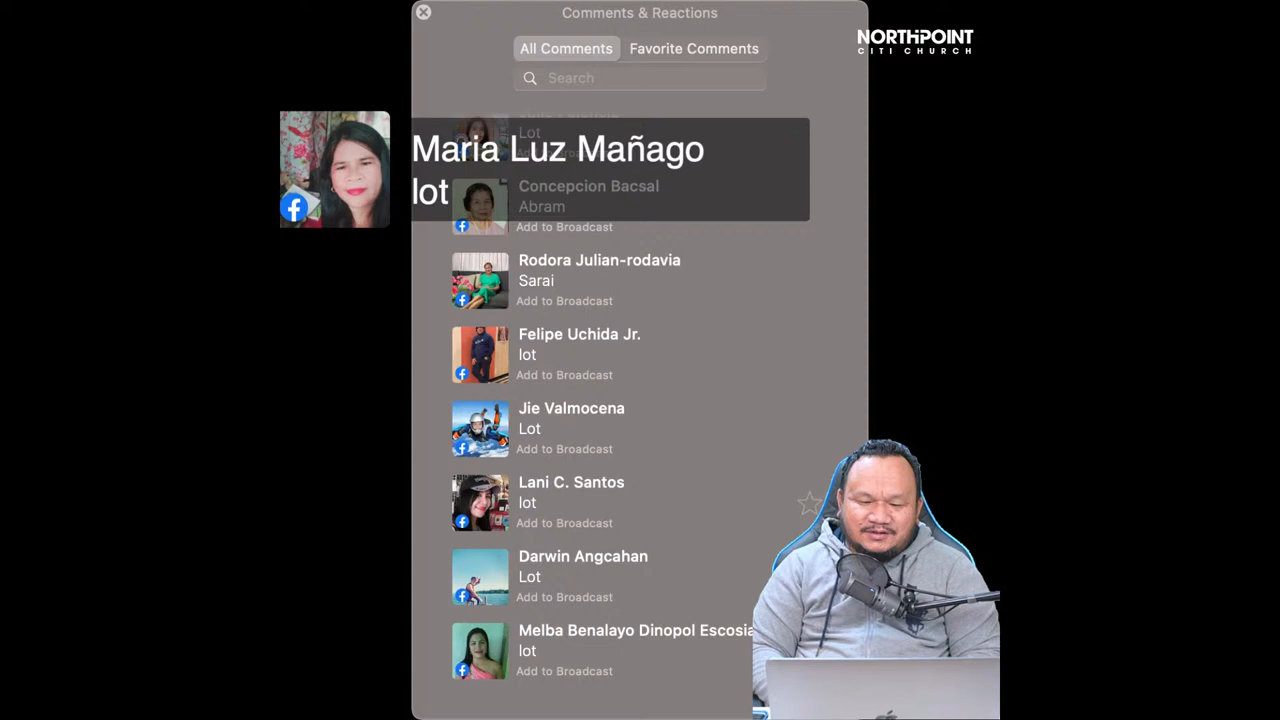 Comments & Reactions
NORTHPOINT
CITI CHURCH
All Comments
Favorite Comments
Search
Lot
Maria Luz Mañago
lot
Concepcion Bacsal
Abram
Add to Broadcast
Rodora Julian-rodavia
Sarai
Add to Broadcast
Felipe Uchida Jr.
lot
Add to Broadcast
Jie Valmocena
Lot
Add to Broadcast
Lani C. Santos
lot
Add to Broadcast
Darwin Angcahan
Lot
Add to Broadcast
Melba Benalayo Dinopol Escosia
lot
Add to Broadcast